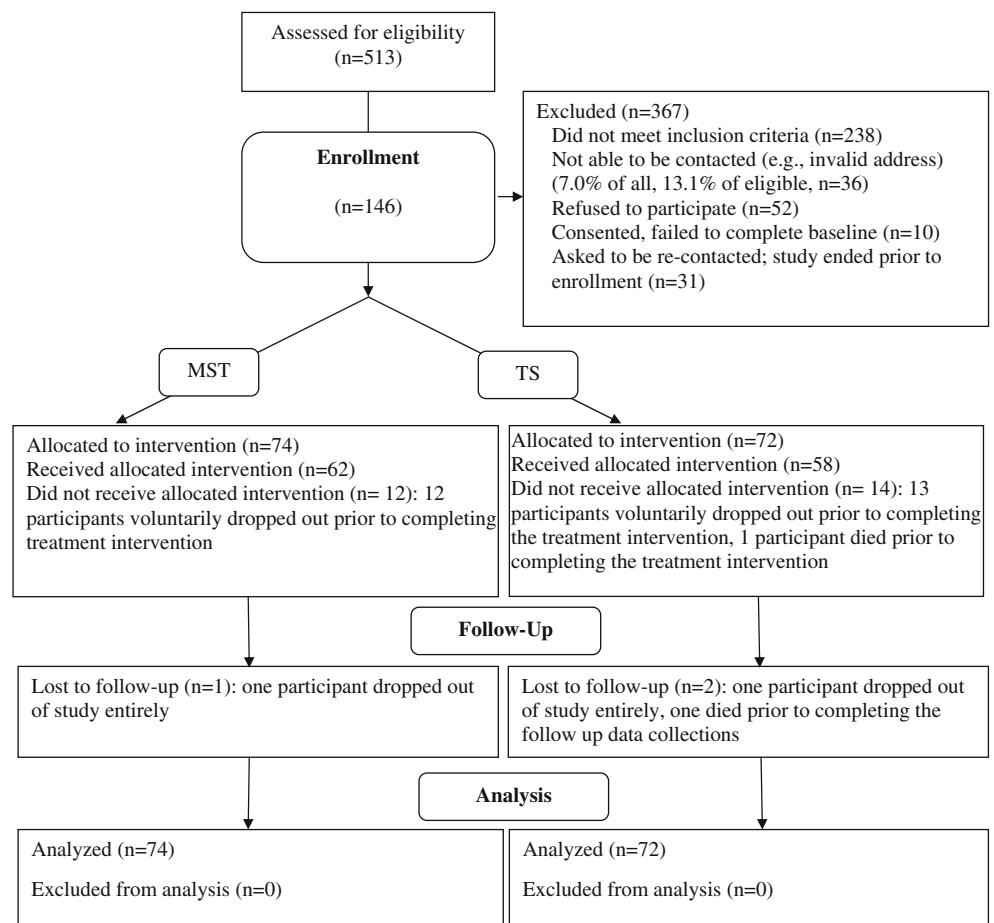 Assessed for eligibility
(n=513)
Excluded (n=367)
Did not meet inclusion criteria (n=238)
Not able to be contacted (e.g., invalid address)
(7.0% of all, 13.1% of eligible, n=36)
Refused to participate (n=52)
Consented, failed to complete baseline (n=10)
Asked to be re-contacted; study ended prior to
enrollment (n=31)
Enrollment
(n=146)
MST
TS
Allocated to intervention (n=74)
Received allocated intervention (n=62)
Did not receive allocated intervention (n= 12): 12
participants voluntarily dropped out prior to completing
treatment intervention
Allocated to intervention (n=72)
Received allocated intervention (n=58)
Did not receive allocated intervention (n= 14): 13
participants voluntarily dropped out prior to completing
the treatment intervention, 1 participant died prior to
completing the treatment intervention
Follow-Up
Lost to follow-up (n=1): one participant dropped out
of study entirely
Lost to follow-up (n=2): one participant dropped out
of study entirely, one died prior to completing the
follow up data collections
Analysis
Analyzed (n=74)
Excluded from analysis (n=0)
Analyzed (n=72)
Excluded from analysis (n=0)